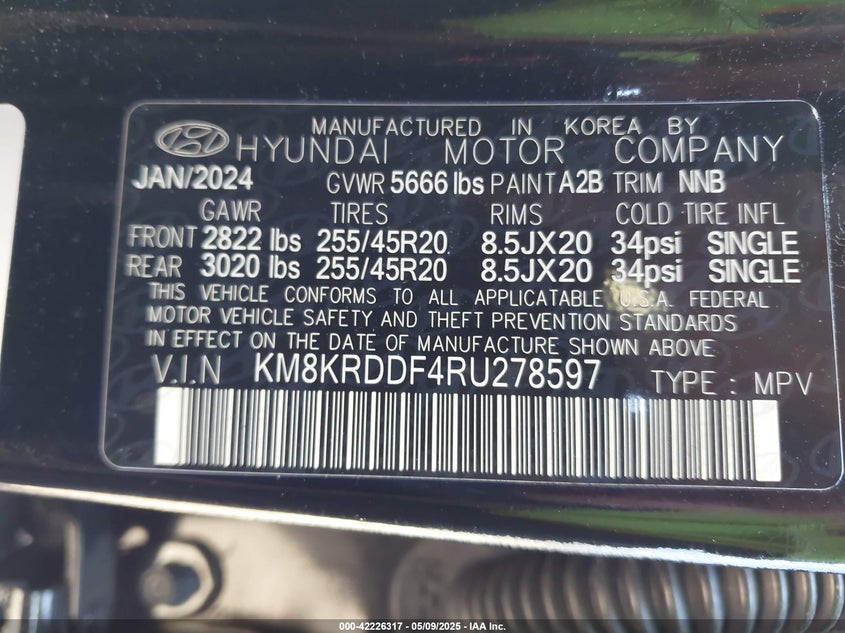 MANUFACTURED IN KOREA BY
HYUNDAI MOTOR COMPANY
JAN/2024 GVWR 5666 lbs PAINT A2B TRIM NNB
GAWR TIRES RIMS COLD TIRE INFL
FRONT 2822 lbs 255/45R20 8.5JX20 34psi SINGLE
REAR 3020 lbs 255/45R20 8.5JX20 34psi SINGLE
THIS VEHICLE CONFORMS TO ALL APPLICATABLE U.S.A. FEDERAL
MOTOR VEHICLE SAFETY AND THEFT PREVENTION STANDARDS
IN EFFECT ON THE DATE OF MANUFACTURING SHOWN ABOVE
V.I.N KM8KRDDF4RU278597 TYPE : MPV
000-42226317 - 05/09/2025 - IAA Inc.